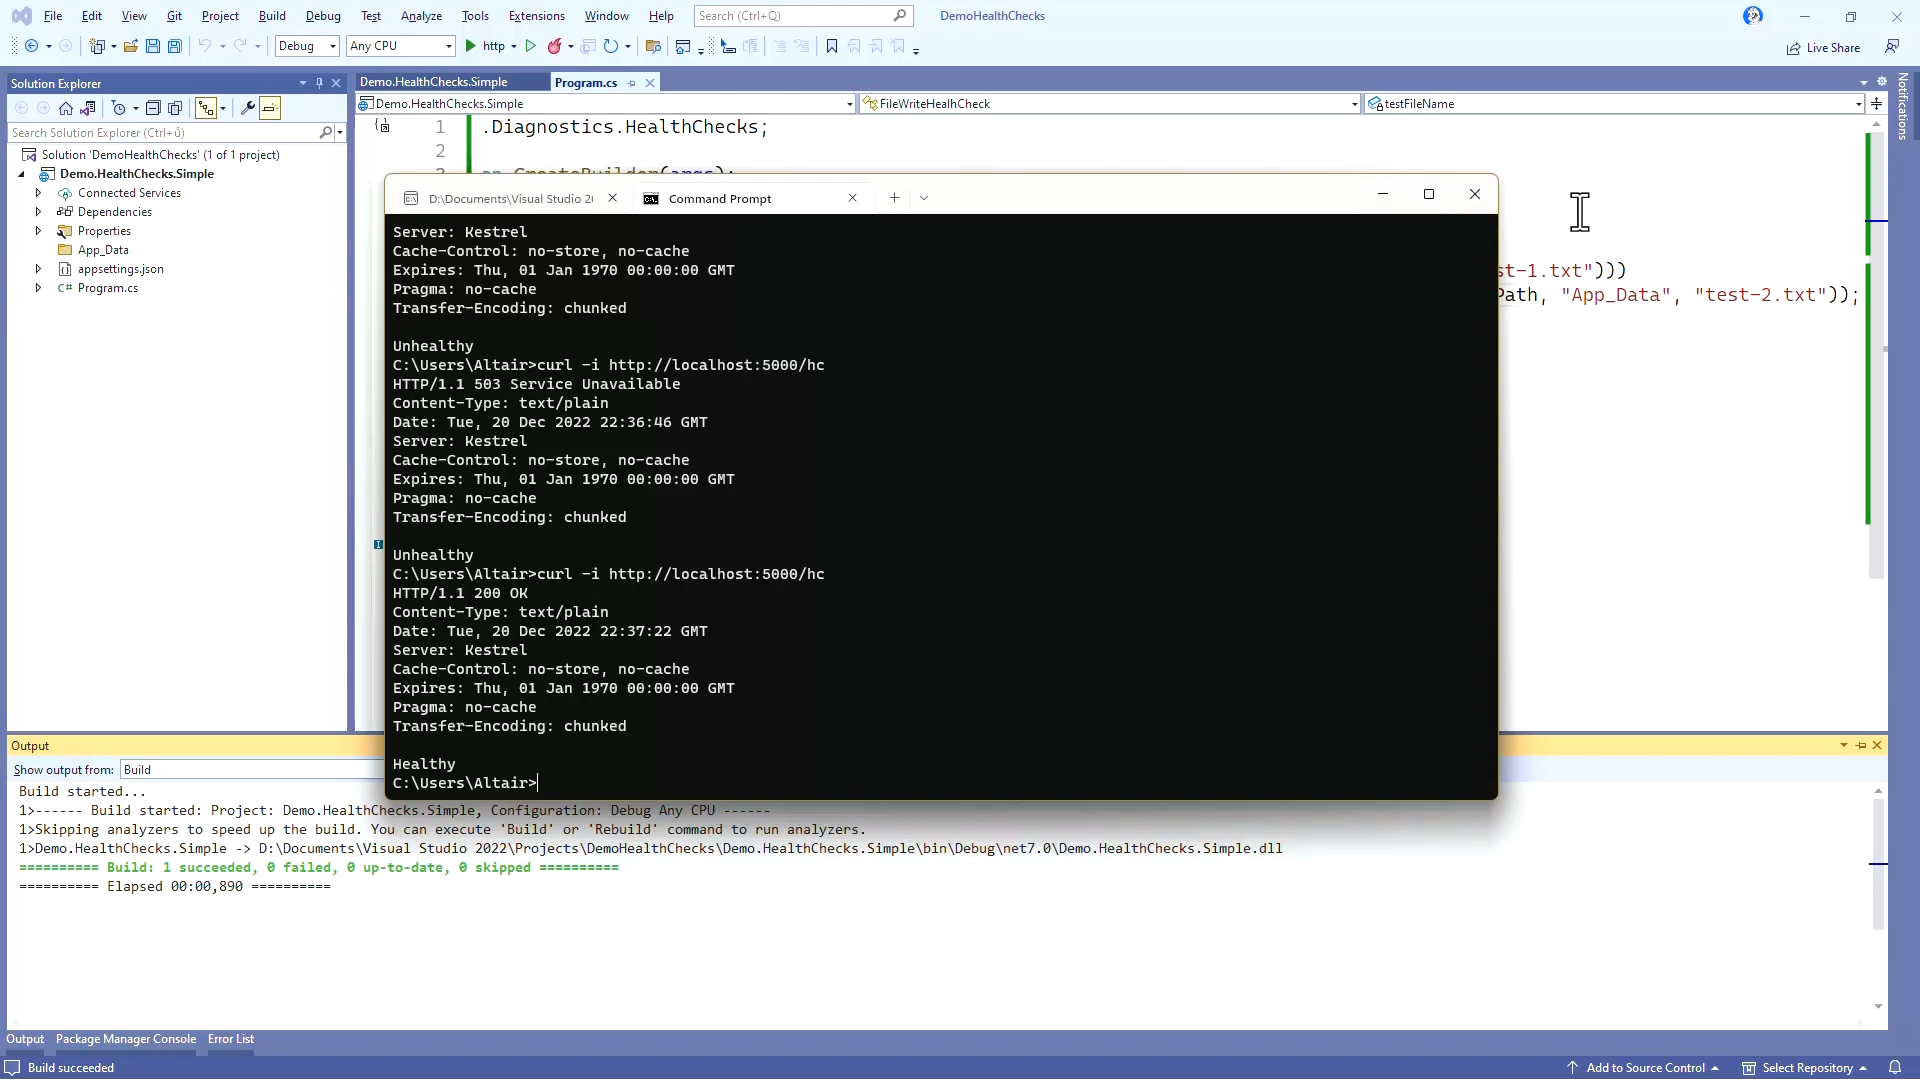 File Edit View Git Project Build Debug Test Analyze Tools Extensions Window Help Search (Ctrl+Q) DemoHealthChecks
Debug Any CPU http Live Share
Solution Explorer
Search Solution Explorer (Ctrl+ů)
Solution 'DemoHealthChecks' (1 of 1 project)
Demo.HealthChecks.Simple
Connected Services
Dependencies
Properties
App_Data
appsettings.json
C# Program.cs
Demo.HealthChecks.Simple Program.cs
Demo.HealthChecks.Simple FileWriteHealhCheck testFileName
Notifications
1 .Diagnostics.HealthChecks;
2
st-1.txt")))
Path, "App_Data", "test-2.txt"));
D:\Documents\Visual Studio 20 Command Prompt
Server: Kestrel
Cache-Control: no-store, no-cache
Expires: Thu, 01 Jan 1970 00:00:00 GMT
Pragma: no-cache
Transfer-Encoding: chunked
Unhealthy
C:\Users\Altair>curl -i http://localhost:5000/hc
HTTP/1.1 503 Service Unavailable
Content-Type: text/plain
Date: Tue, 20 Dec 2022 22:36:46 GMT
Server: Kestrel
Cache-Control: no-store, no-cache
Expires: Thu, 01 Jan 1970 00:00:00 GMT
Pragma: no-cache
Transfer-Encoding: chunked
Unhealthy
C:\Users\Altair>curl -i http://localhost:5000/hc
HTTP/1.1 200 OK
Content-Type: text/plain
Date: Tue, 20 Dec 2022 22:37:22 GMT
Server: Kestrel
Cache-Control: no-store, no-cache
Expires: Thu, 01 Jan 1970 00:00:00 GMT
Pragma: no-cache
Transfer-Encoding: chunked
Healthy
C:\Users\Altair>
Output
Show output from: Build
Build started...
1>------ Build started: Project: Demo.HealthChecks.Simple, Configuration: Debug Any CPU ------
1>Skipping analyzers to speed up the build. You can execute 'Build' or 'Rebuild' command to run analyzers.
1>Demo.HealthChecks.Simple -> D:\Documents\Visual Studio 2022\Projects\DemoHealthChecks\Demo.HealthChecks.Simple\bin\Debug\net7.0\Demo.HealthChecks.Simple.dll
========== Build: 1 succeeded, 0 failed, 0 up-to-date, 0 skipped ==========
========== Elapsed 00:00,890 ==========
Output Package Manager Console Error List
Build succeeded Add to Source Control Select Repository